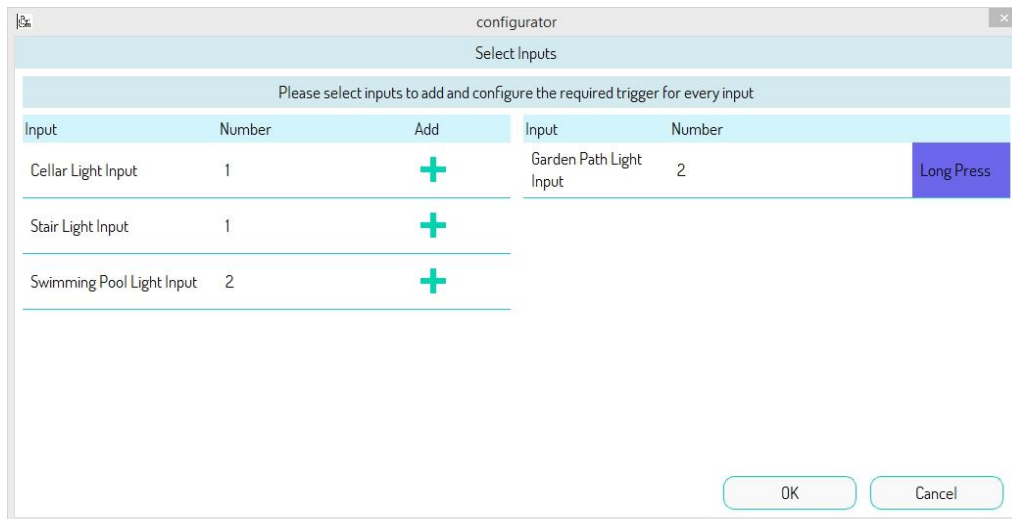 configurator
Select Inputs
Please select inputs to add and configure the required trigger for every input
Input Number Add
Cellar Light Input 1
Stair Light Input 1
Swimming Pool Light Input 2
Input Number
Garden Path Light
Input
2
Long Press
OK
Cancel